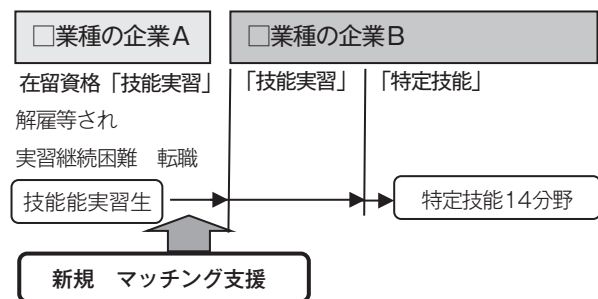 □業種の企業A
□業種の企業B
在留資格「技能実習」
「技能実習」
「特定技能」
解雇等され
実習継続困難 転職
技能能実習生
特定技能14分野
新規 マッチング支援